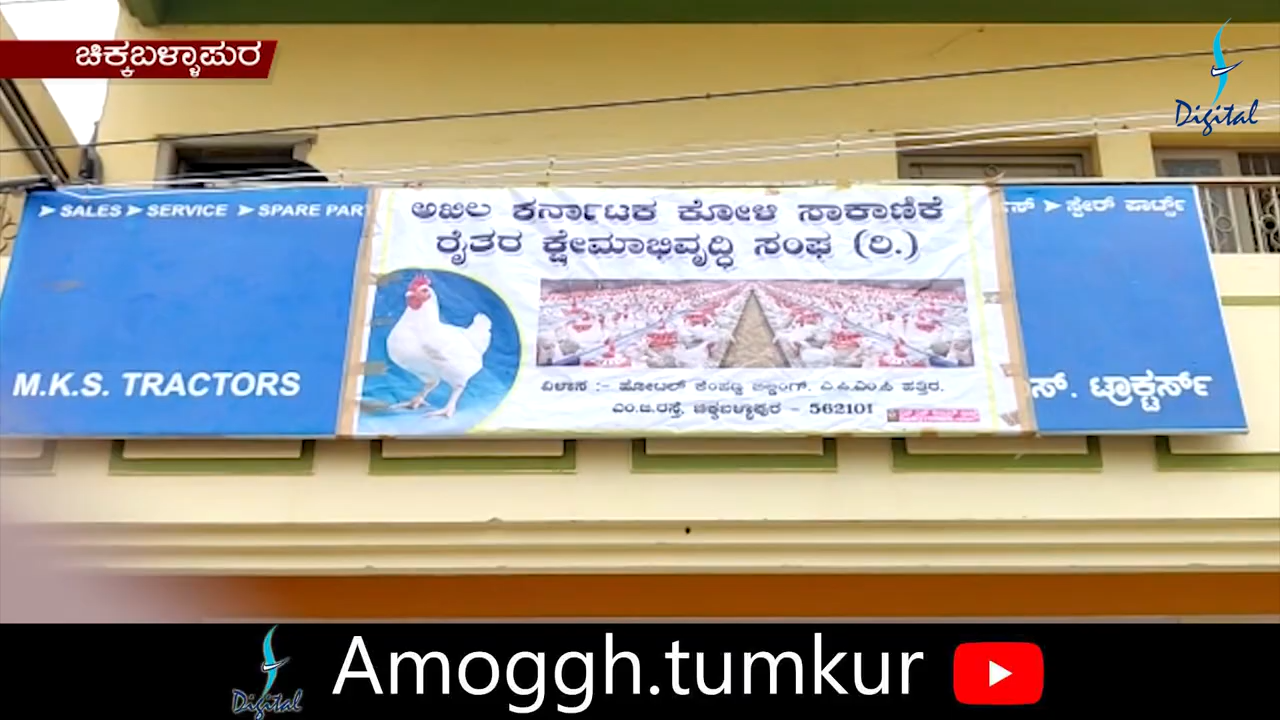 ಚಿಕ್ಕಬಳ್ಳಾಪುರ
Digital
➤ SALES ➤ SERVICE ➤ SPARE PAR
ಅಖಿಲ ಕರ್ನಾಟಕ ಕೋಳಿ ಸಾಕಾಣಿಕೆ
ರೈತರ ಕ್ಷೇಮಾಭಿವೃದ್ಧಿ ಸಂಘ (ರಿ.)
ವಿಳಾಸ :- ಹೋಟಲ್ ಕೆಂಪಣ್ಣ ಬಿಲ್ಡಿಂಗ್. ಎ.ಪಿ.ಎಂ.ಸಿ ಹತ್ತಿರ.
ಎಂ.ಜಿ.ರಸ್ತೆ, ಚಿಕ್ಕಬಳ್ಳಾಪುರ - 562101
M.K.S. TRACTORS
ಸ್ ➤ ಸ್ಪೇರ್ ಪಾರ್ಟ್ಸ್
ಸ್. ಟ್ರಾಕ್ಟರ್ಸ್
Digital
Amoggh.tumkur